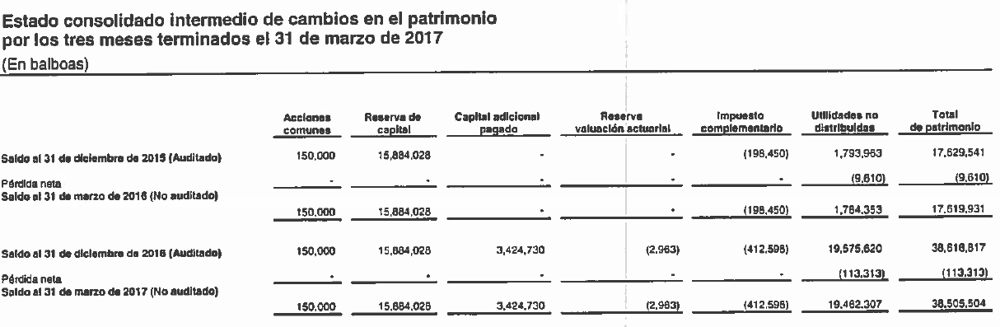 Estado consolidado intermedio de cambios en el patrimonio
por los tres meses terminados el 31 de marzo de 2017
(En balboas)
Acciones comunes Reserva de capital Capital adicional pagado Reserva valuación actuarial Impuesto complementario Utilidades no distribuidas Total de patrimonio
Saldo al 31 de diciembre de 2015 (Auditado) 150,000 15,884,028 - - (198,450) 1,793,963 17,629,541
Pérdida neta - - - - - (9,610) (9,610)
Saldo al 31 de marzo de 2016 (No auditado) 150,000 15,884,028 - - (198,450) 1,784,353 17,619,931
Saldo al 31 de diciembre de 2016 (Auditado) 150,000 15,884,028 3,424,730 (2,963) (412,598) 19,575,620 38,618,817
Pérdida neta - - - - - (113,313) (113,313)
Saldo al 31 de marzo de 2017 (No auditado) 150,000 15,884,028 3,424,730 (2,963) (412,598) 19,462,307 38,505,504